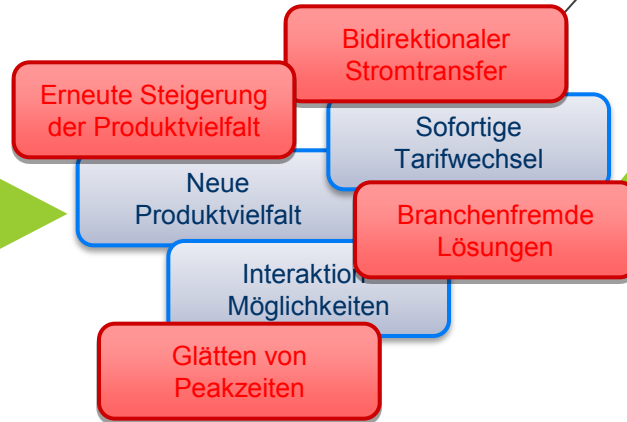 Bidirektionaler
Stromtransfer
Erneute Steigerung
der Produktvielfalt
Sofortige
Tarifwechsel
Neue
Produktvielfalt
Branchenfremde
Lösungen
Interaktion
Möglichkeiten
Glätten von
Peakzeiten